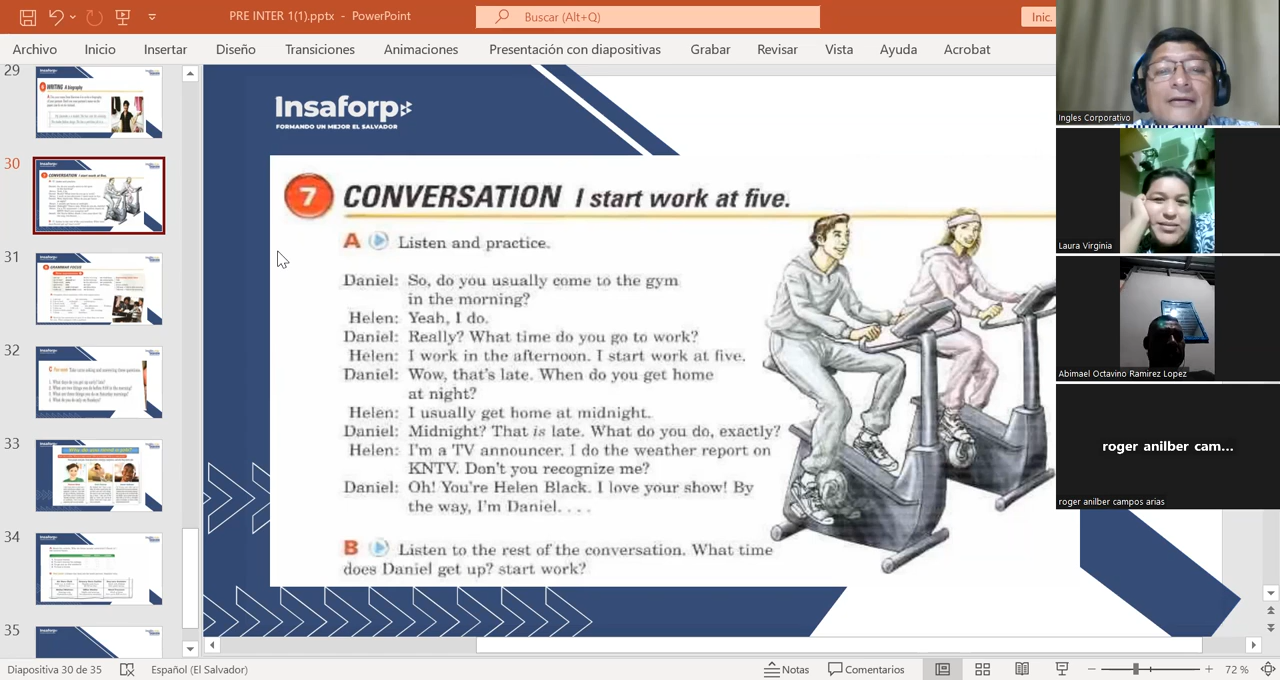 PRE INTER 1(1).pptx - PowerPoint
Buscar (Alt+Q)
Inic.
Archivo Inicio Insertar Diseño Transiciones Animaciones Presentación con diapositivas Grabar Revisar Vista Ayuda Acrobat
29
WRITING A biography
30
CONVERSATION I start work at five.
31
GRAMMAR FOCUS
32
33
34
35
Insaforp
FORMANDO UN MEJOR EL SALVADOR
7 CONVERSATION I start work at five.
A Listen and practice.
Daniel: So, do you usually come to the gym
in the morning?
Helen: Yeah, I do.
Daniel: Really? What time do you go to work?
Helen: I work in the afternoon. I start work at five.
Daniel: Wow, that's late. When do you get home
at night?
Helen: I usually get home at midnight.
Daniel: Midnight? That is late. What do you do, exactly?
Helen: I'm a TV announcer. I do the weather report on
KNTV. Don't you recognize me?
Daniel: Oh! You're Helen Black. I love your show! By
the way, I'm Daniel. . . .
B Listen to the rest of the conversation. What time
does Daniel get up? start work?
Ingles Corporativo
Laura Virginia
Abimael Octavino Ramirez Lopez
roger anilber cam...
roger anilber campos arias
Diapositiva 30 de 35
Español (El Salvador)
Notas
Comentarios
72 %